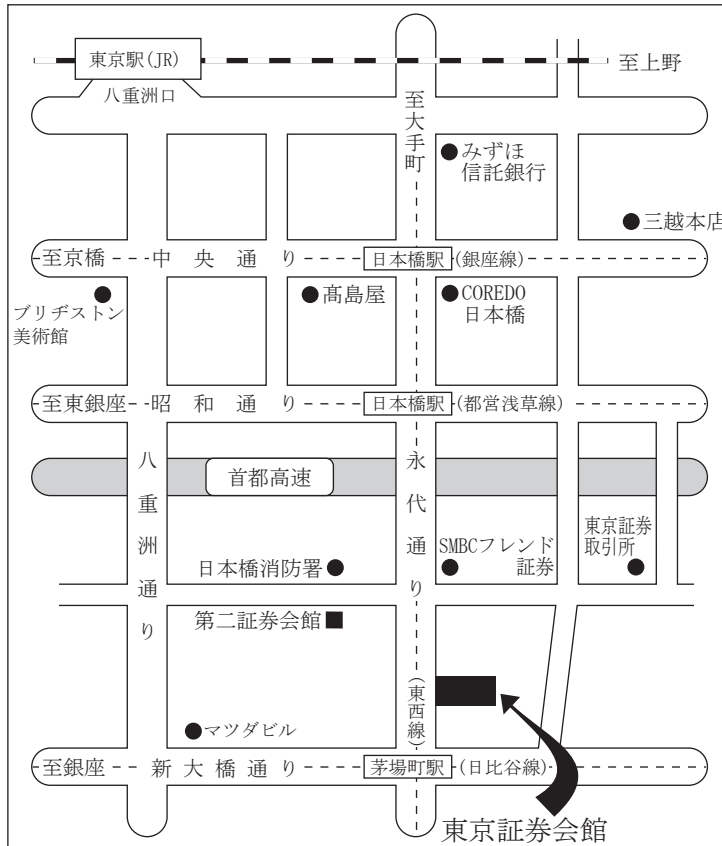 東京駅(JR)
至上野
八重洲口
至大手町
みずほ
信託銀行
三越本店
至京橋
中央通り
日本橋駅
(銀座線)
ブリヂストン
美術館
髙島屋
COREDO
日本橋
至東銀座
昭和通り
日本橋駅
(都営浅草線)
八重洲通り
首都高速
永代通り
日本橋消防署
SMBCフレンド
証券
東京証券
取引所
第二証券会館
(東西線)
マツダビル
至銀座
新大橋通り
茅場町駅
(日比谷線)
東京証券会館